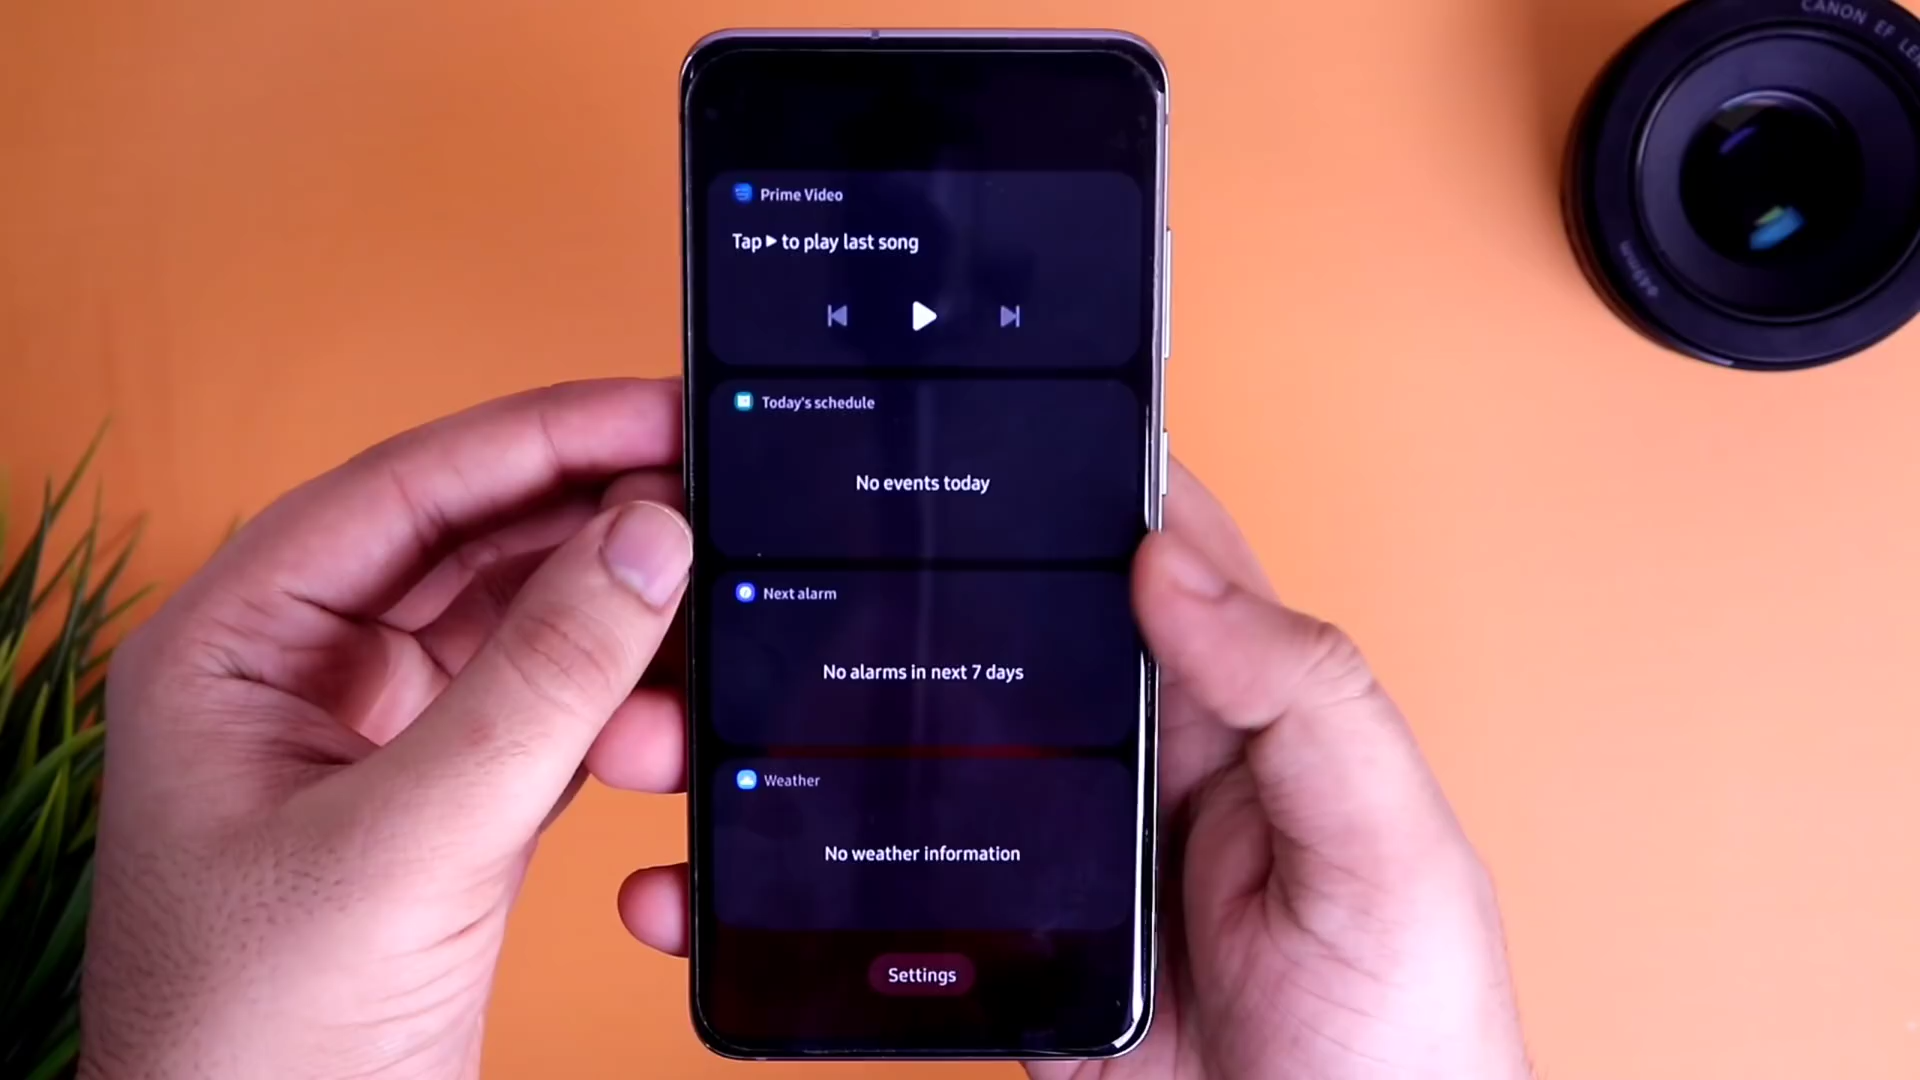 CANON EF LEN
Prime Video
Tap ▶ to play last song
Today's schedule
No events today
Next alarm
No alarms in next 7 days
Weather
No weather information
Settings